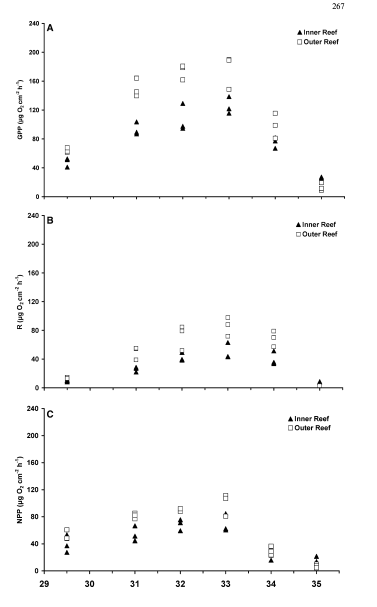 267
A
▲ Inner Reef
□ Outer Reef
GPP (µg O₂ cm⁻² h⁻¹)
240
200
160
120
80
40
0
B
▲ Inner Reef
□ Outer Reef
R (µg O₂ cm⁻² h⁻¹)
240
200
160
120
80
40
0
C
▲ Inner Reef
□ Outer Reef
NPP (µg O₂ cm⁻² h⁻¹)
240
200
160
120
80
40
0
29 30 31 32 33 34 35